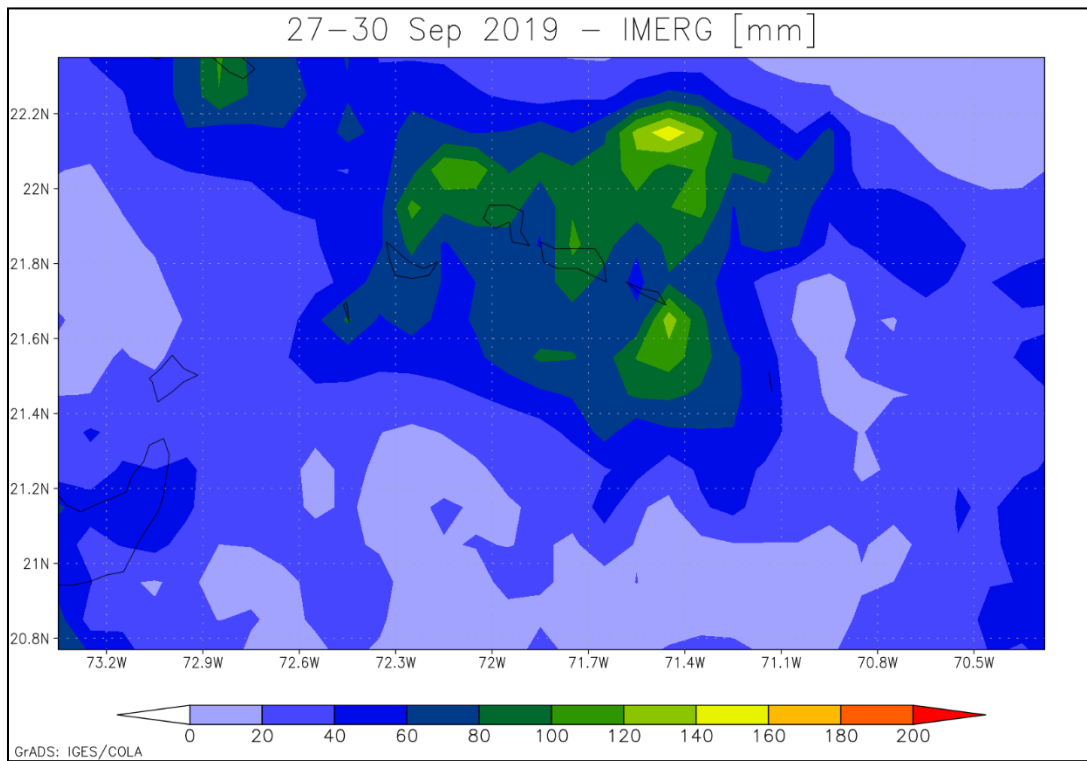 27-30 Sep 2019 - IMERG [mm]
22.2N
22N
21.8N
21.6N
21.4N
21.2N
21N
20.8N
73.2W 72.9W 72.6W 72.3W 72W 71.7W 71.4W 71.1W 70.8W 70.5W
0 20 40 60 80 100 120 140 160 180 200
GrADS: IGES/COLA